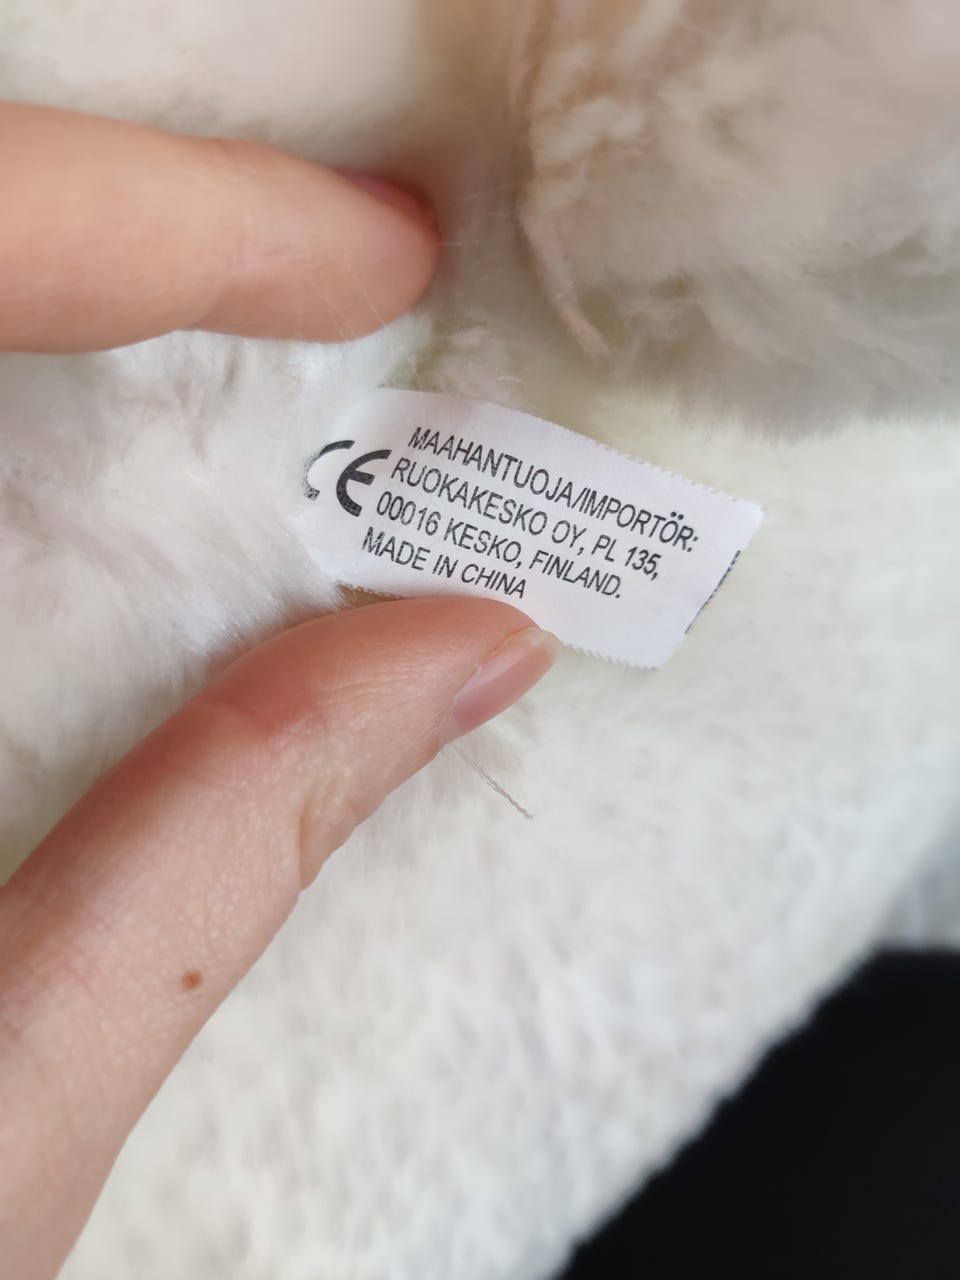 CE
MAAHANTUOJA/IMPORTÖR:
RUOKAKESKO OY, PL 135,
00016 KESKO, FINLAND.
MADE IN CHINA